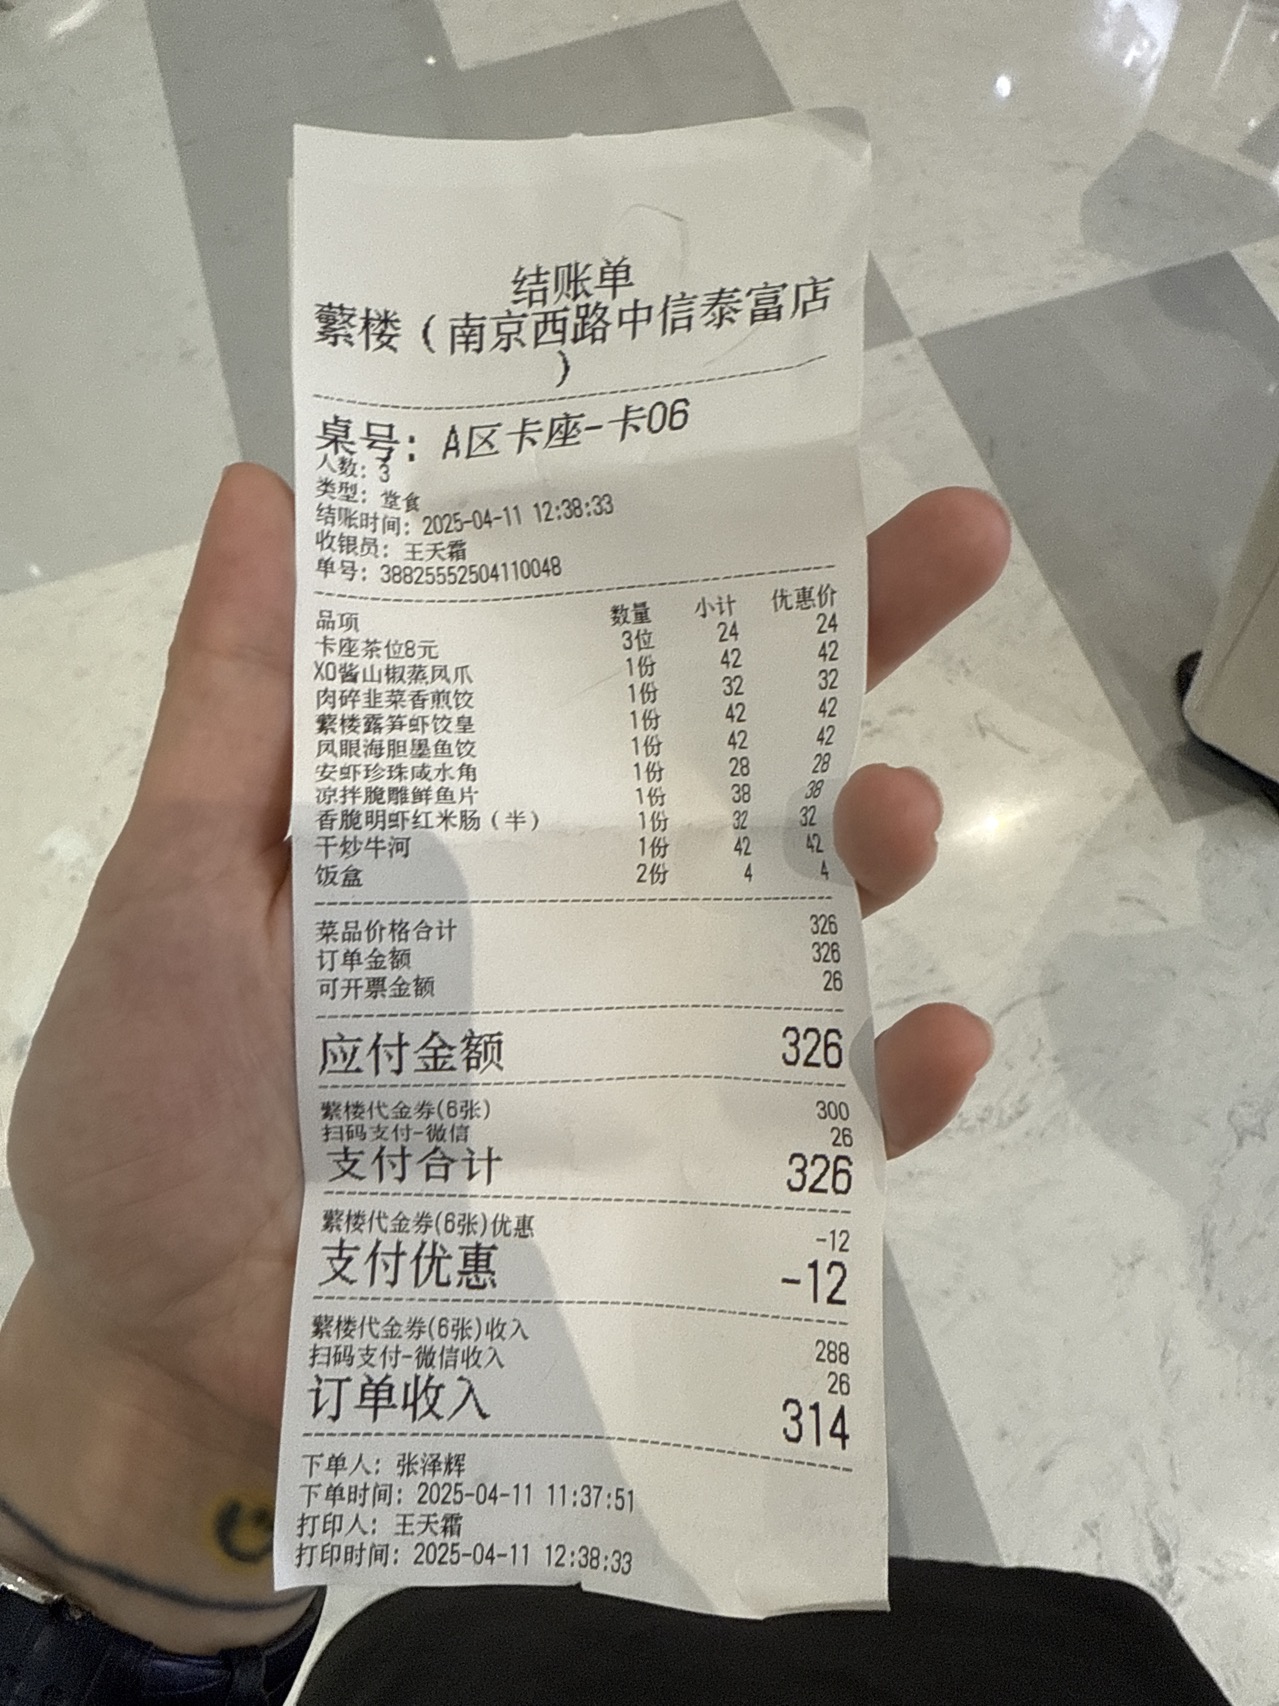 结账单
蘩楼（南京西路中信泰富店
）
桌号：A区卡座-卡06
人数：3
类型：堂食
结账时间：2025-04-11 12:38:33
收银员：王天霜
单号：38825552504110048
品项 数量 小计 优惠价
卡座茶位8元 3位 24 24
XO酱山椒蒸凤爪 1份 42 42
肉碎韭菜香煎饺 1份 32 32
蘩楼露笋虾饺皇 1份 42 42
凤眼海胆墨鱼饺 1份 42 42
安虾珍珠咸水角 1份 28 28
凉拌脆雕鲜鱼片 1份 38 38
香脆明虾红米肠（半） 1份 32 32
干炒牛河 1份 42 42
饭盒 2份 4 4
菜品价格合计 326
订单金额 326
可开票金额 26
应付金额 326
蘩楼代金券(6张) 300
扫码支付-微信 26
支付合计 326
蘩楼代金券(6张)优惠 -12
支付优惠 -12
蘩楼代金券(6张)收入 288
扫码支付-微信收入 26
订单收入 314
下单人：张泽辉
下单时间：2025-04-11 11:37:51
打印人：王天霜
打印时间：2025-04-11 12:38:33